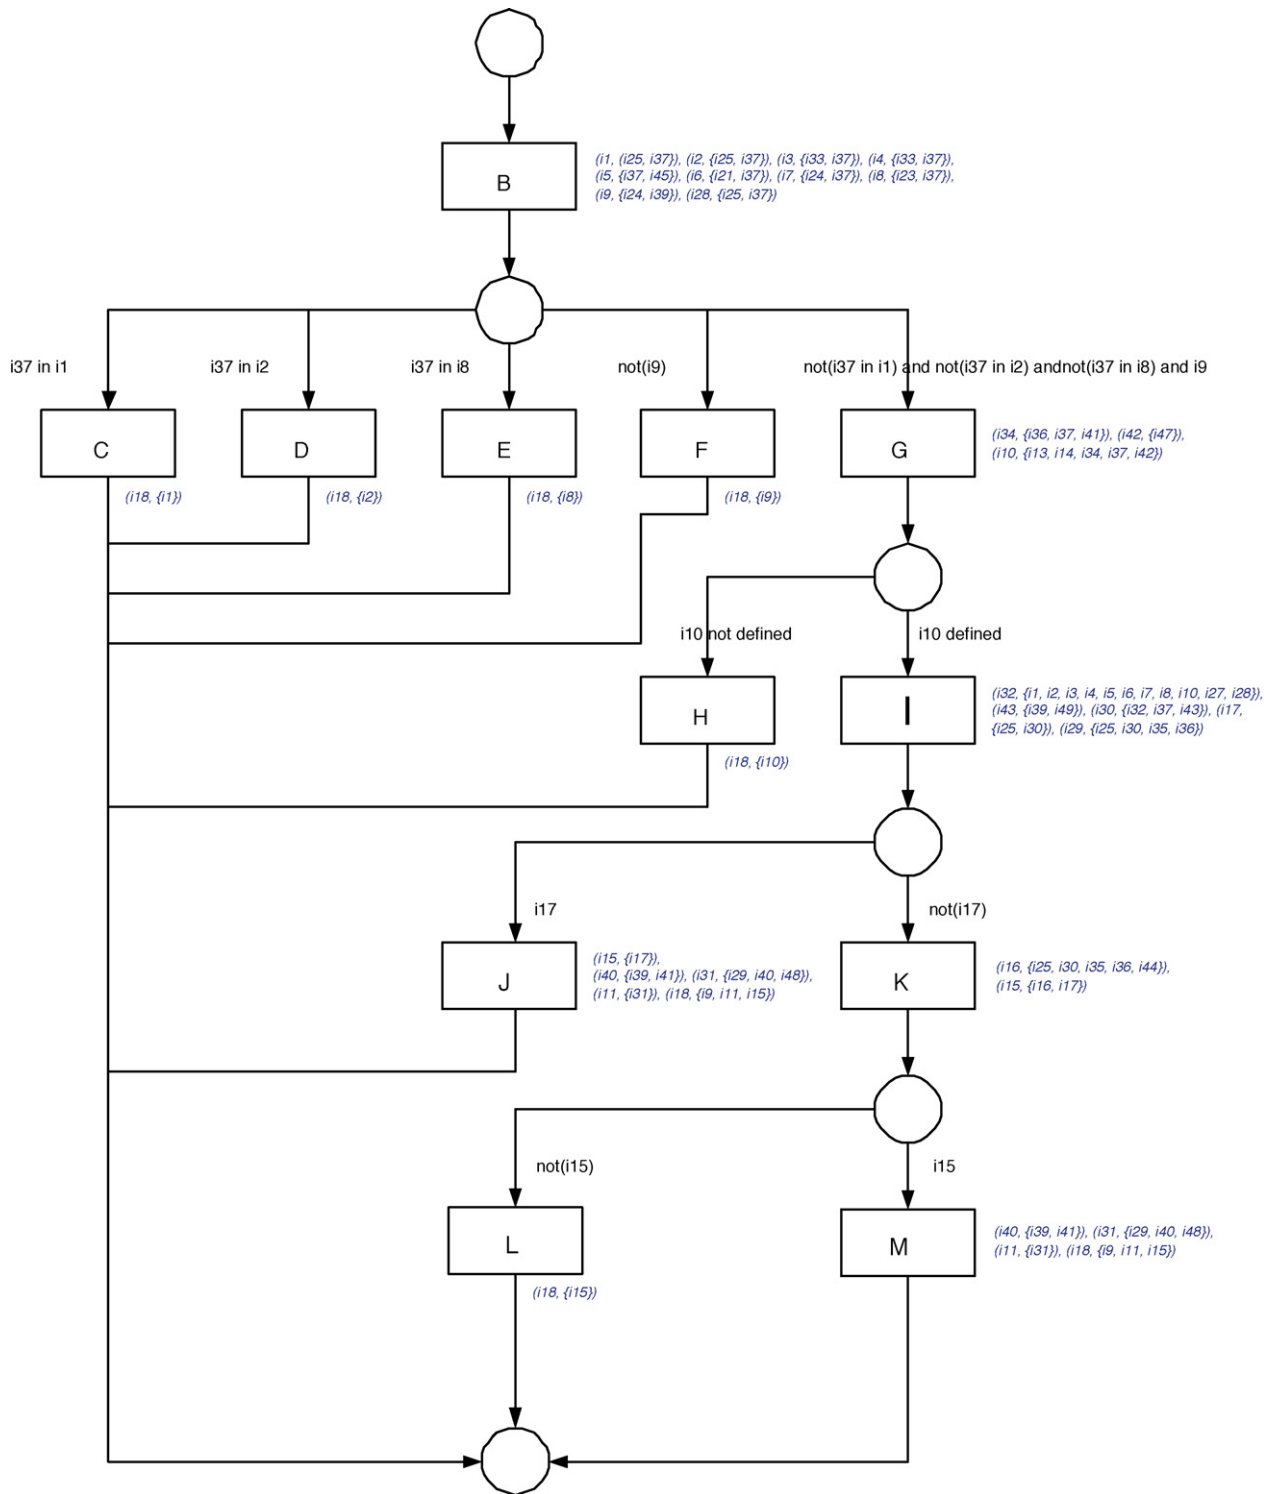 B
(i1, (i25, i37}), (i2, {i25, i37}), (i3, {i33, i37}), (i4, {i33, i37}),
(i5, {i37, i45}), (i6, {i21, i37}), (i7, {i24, i37}), (i8, {i23, i37}),
(i9, {i24, i39}), (i28, {i25, i37})
i37 in i1
i37 in i2
i37 in i8
not(i9)
not(i37 in i1) and not(i37 in i2) andnot(i37 in i8) and i9
C
D
E
F
G
(i34, {i36, i37, i41}), (i42, {i47}),
(i10, {i13, i14, i34, i37, i42})
(i18, {i1})
(i18, {i2})
(i18, {i8})
(i18, {i9})
i10 not defined
i10 defined
H
I
(i32, {i1, i2, i3, i4, i5, i6, i7, i8, i10, i27, i28}),
(i43, {i39, i49}), (i30, {i32, i37, i43}), (i17,
{i25, i30}), (i29, {i25, i30, i35, i36})
(i18, {i10})
i17
not(i17)
J
(i15, {i17}),
(i40, {i39, i41}), (i31, {i29, i40, i48}),
(i11, {i31}), (i18, {i9, i11, i15})
K
(i16, {i25, i30, i35, i36, i44}),
(i15, {i16, i17})
not(i15)
i15
L
(i18, {i15})
M
(i40, {i39, i41}), (i31, {i29, i40, i48}),
(i11, {i31}), (i18, {i9, i11, i15})